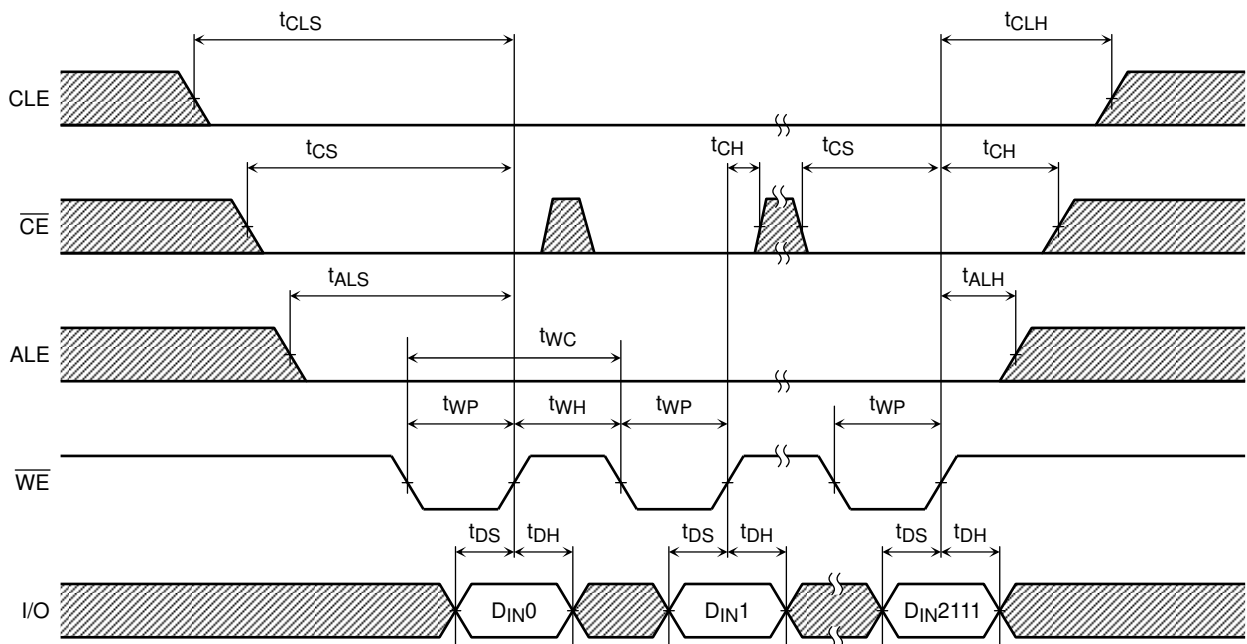 tCLS
tCLH
CLE
tCS
tCH
tCS
tCH
CE
tALS
tALH
ALE
tWC
tWP
tWH
tWP
tWP
WE
tDS
tDH
tDS
tDH
tDS
tDH
I/O
DIN0
DIN1
DIN2111